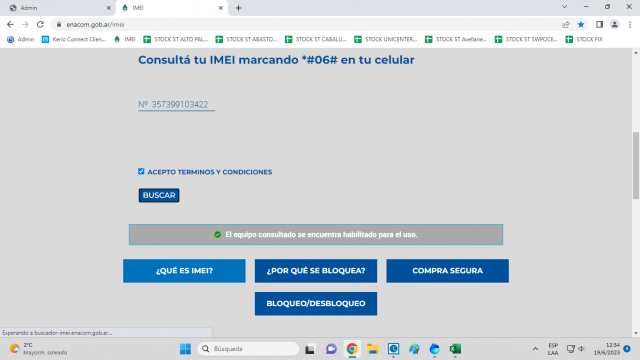 Admin
IMEI
enacom.gob.ar/imei
Admin
Kerio Connect Clien...
IMEI
STOCK ST ALTO PAL...
STOCK ST ABASTO...
STOCK ST CABALLI...
STOCK UNICENTER...
STOCK ST Avellane...
STOCK ST SWPOCE...
STOCK FIX
Consultá tu IMEI marcando *#06# en tu celular
Nº 357399103422
ACEPTO TERMINOS Y CONDICIONES
BUSCAR
El equipo consultado se encuentra habilitado para el uso.
¿QUÉ ES IMEI?
¿POR QUÉ SE BLOQUEA?
COMPRA SEGURA
BLOQUEO/DESBLOQUEO
Esperando a buscador-imei.enacom.gob.ar...
2°C
Mayorm. soleado
Búsqueda
ESP
LAA
12:54
19/6/2023